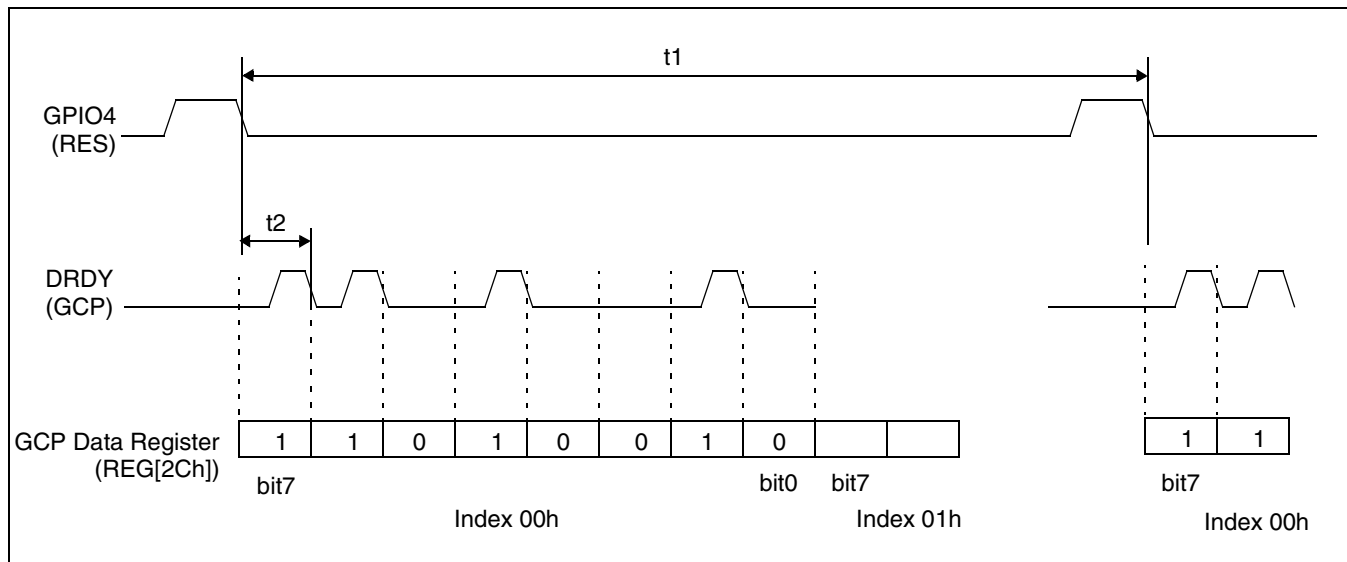 t1
GPIO4
(RES)
t2
DRDY
(GCP)
GCP Data Register
(REG[2Ch])
1 1 0 1 0 0 1 0
1 1
bit7
bit0
bit7
bit7
Index 00h
Index 01h
Index 00h